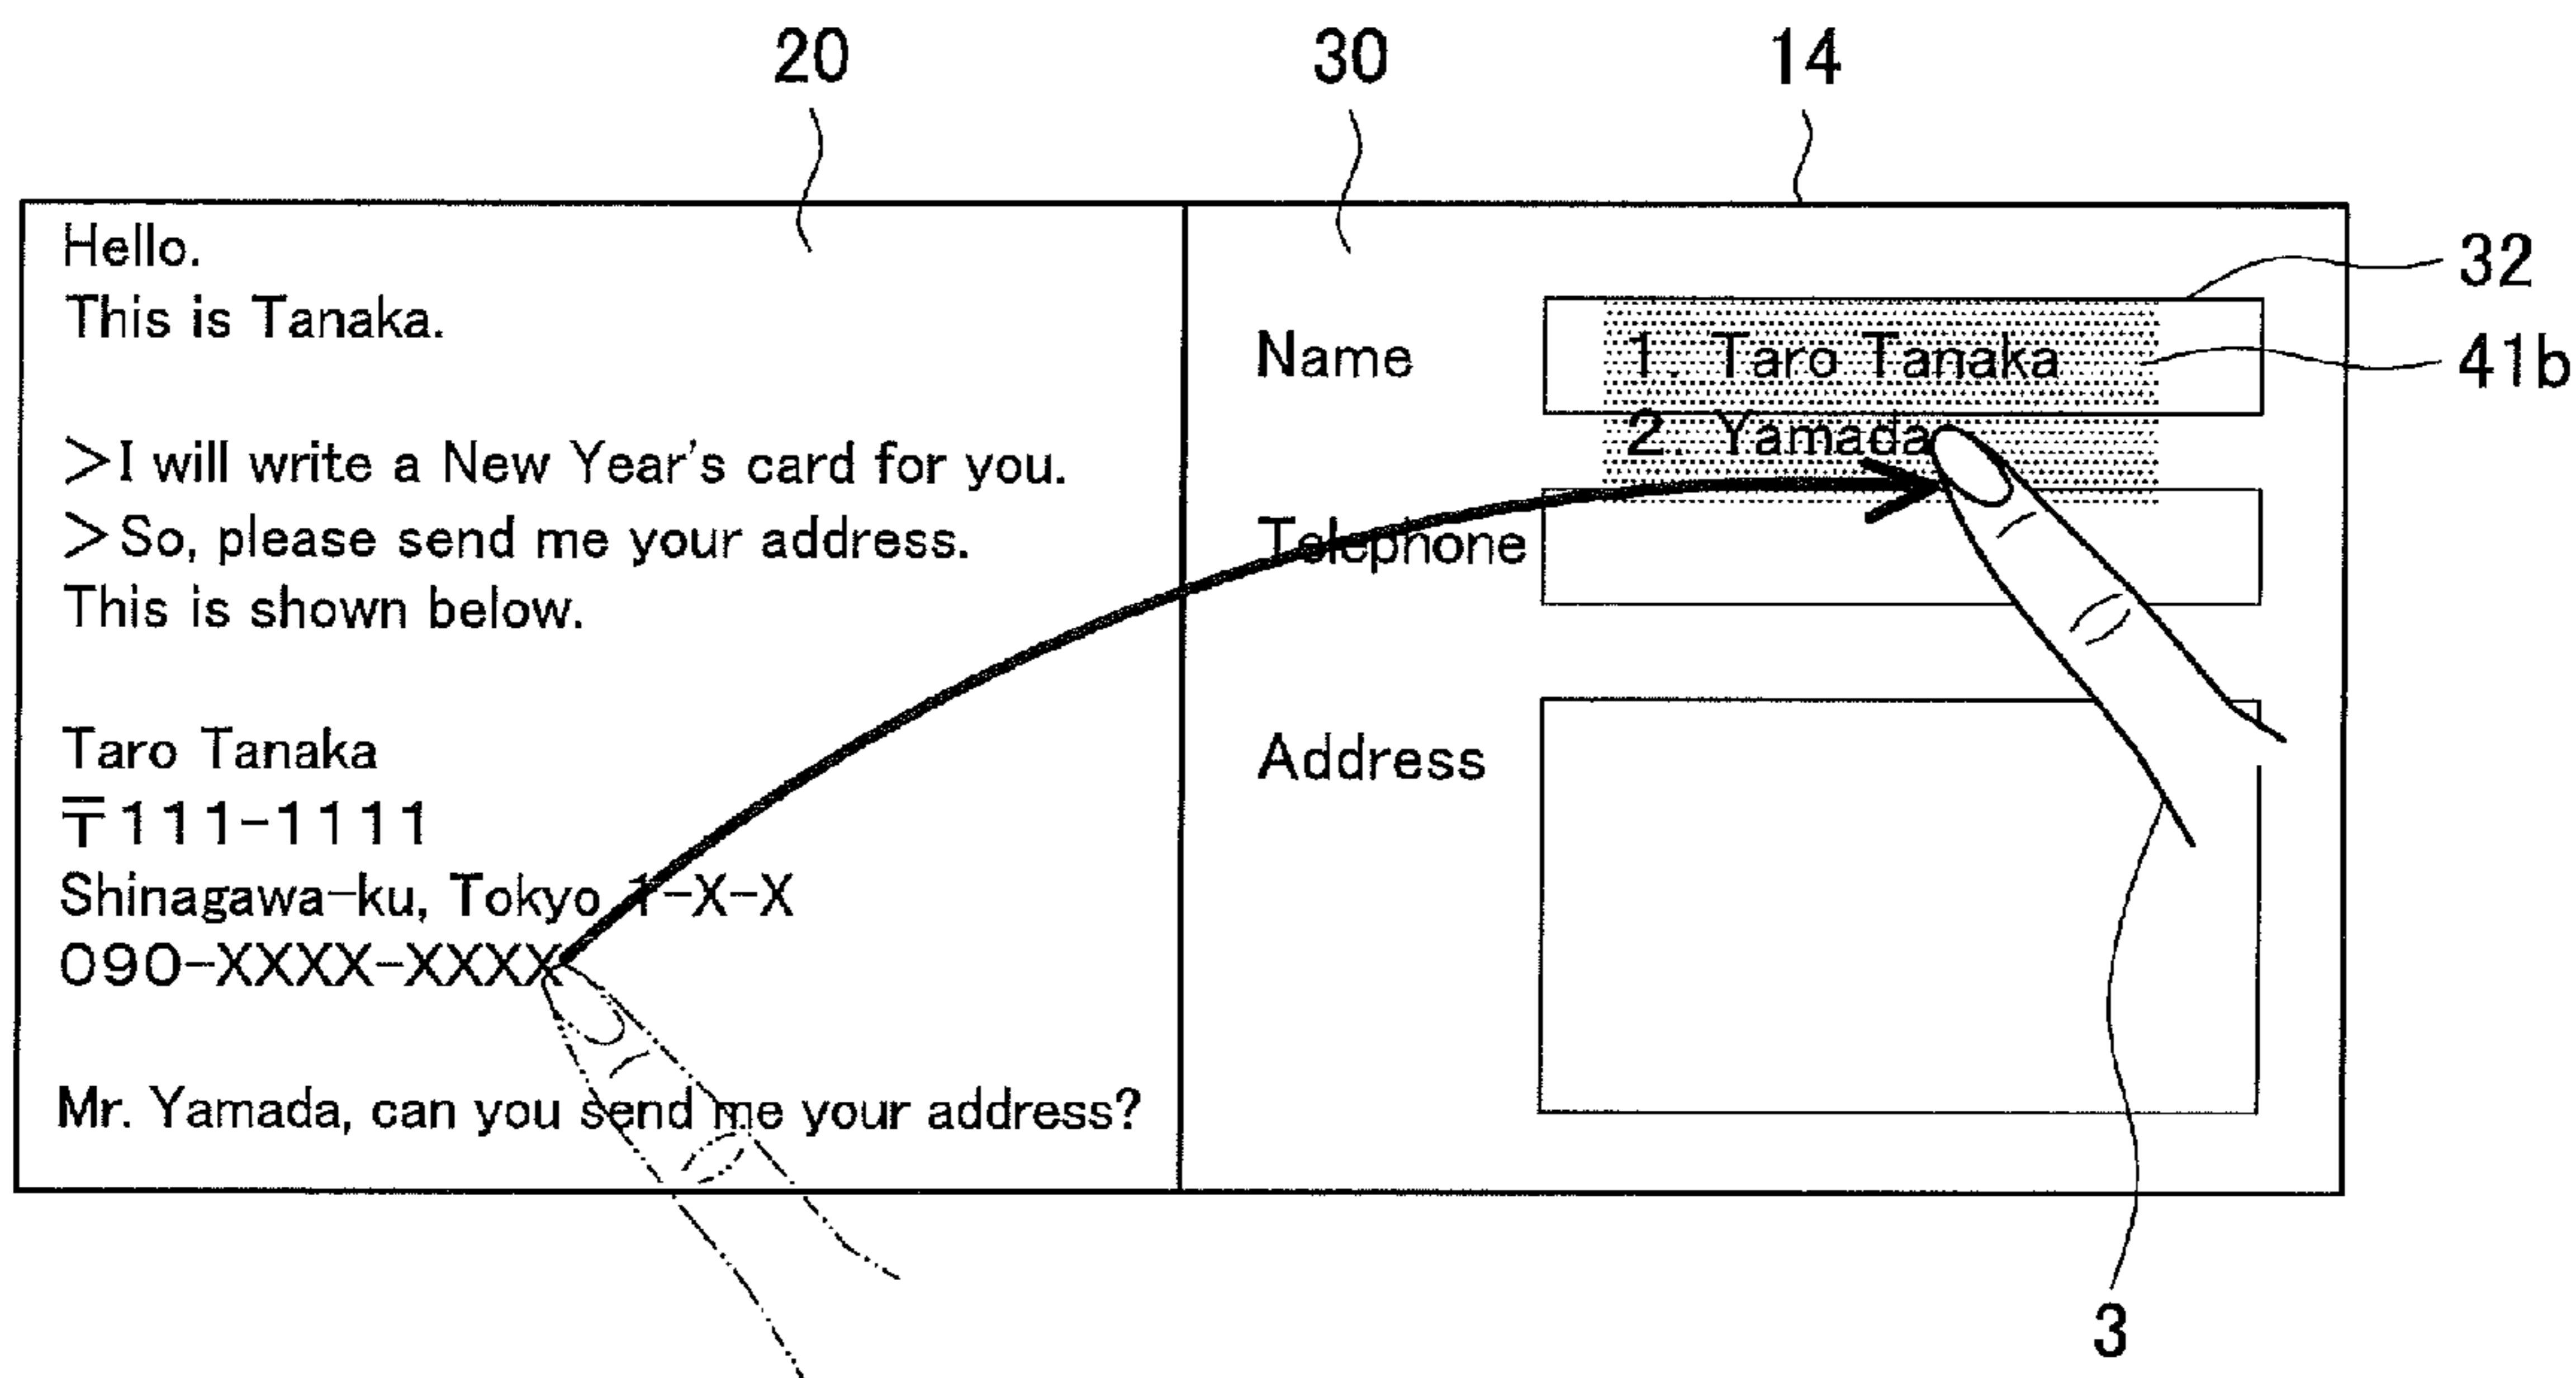 20 30 14
Hello.
This is Tanaka.
>I will write a New Year's card for you.
>So, please send me your address.
This is shown below.
Taro Tanaka
〒111-1111
Shinagawa-ku, Tokyo 1-X-X
090-XXXX-XXXX
Mr. Yamada, can you send me your address?
Name
1. Taro Tanaka
2. Yamada
Telephone
Address
32
41b
3